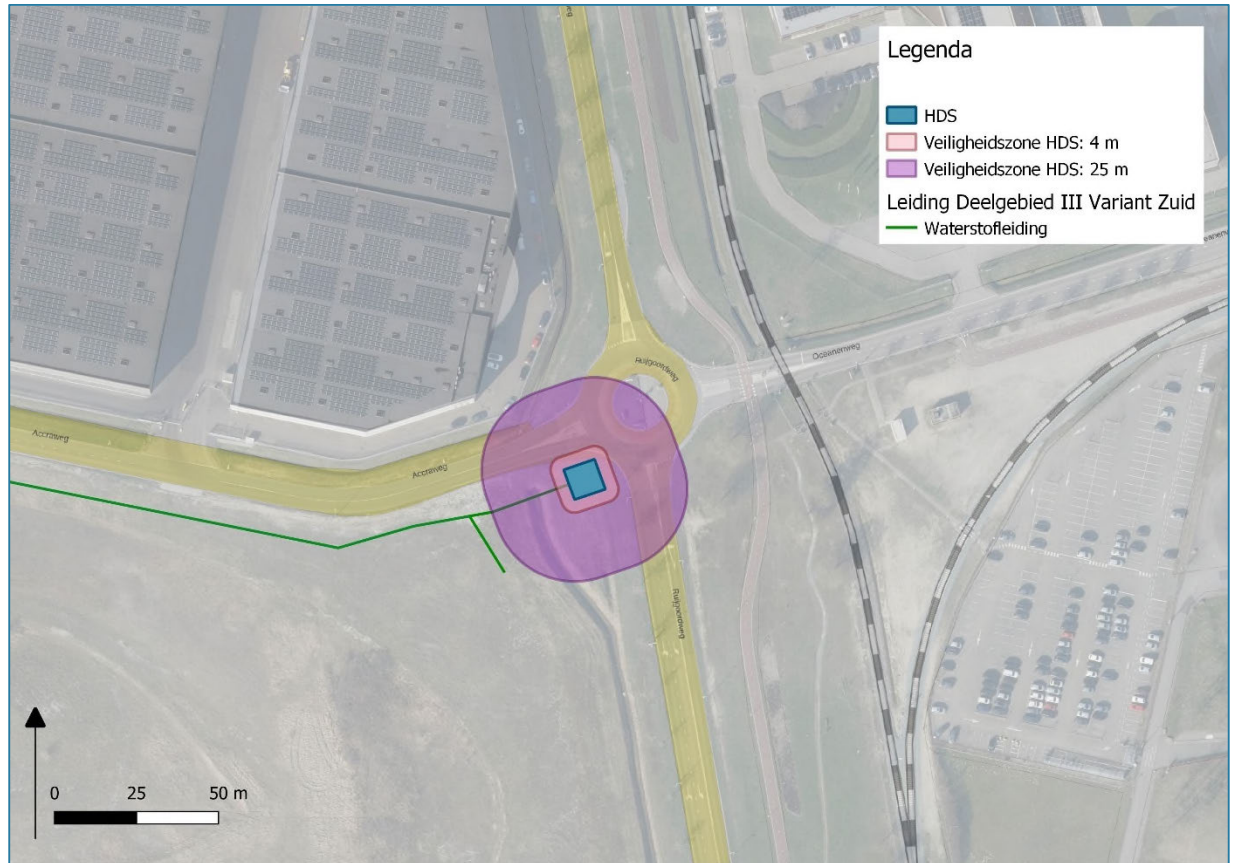 Legenda
HDS
Veiligheidszone HDS: 4 m
Veiligheidszone HDS: 25 m
Leiding Deelgebied III Variant Zuid
Waterstofleiding
weg
Ruijgoordweg
Oceanenweg
Accraweg
Accraweg
Ruijgoordweg
0 25 50 m